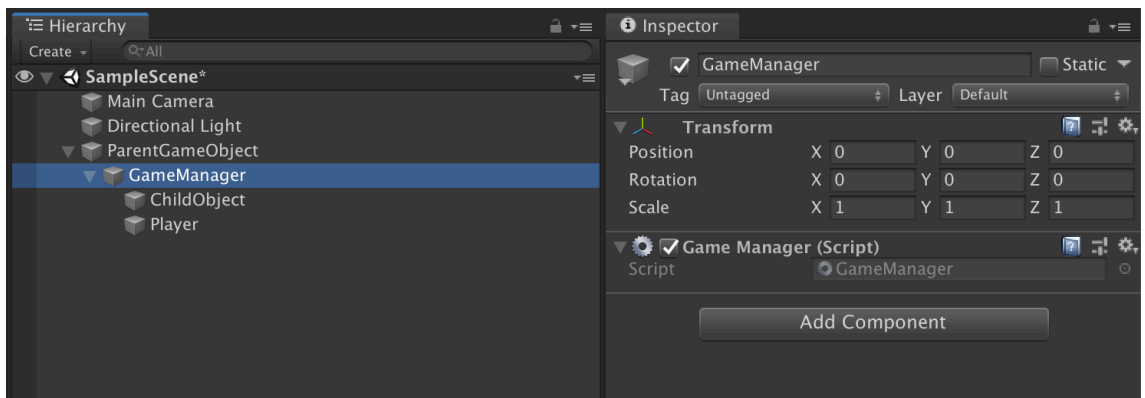 Hierarchy
Create
All
SampleScene*
Main Camera
Directional Light
ParentGameObject
GameManager
ChildObject
Player
Inspector
GameManager
Static
Tag Untagged Layer Default
Transform
Position X 0 Y 0 Z 0
Rotation X 0 Y 0 Z 0
Scale X 1 Y 1 Z 1
Game Manager (Script)
Script GameManager
Add Component